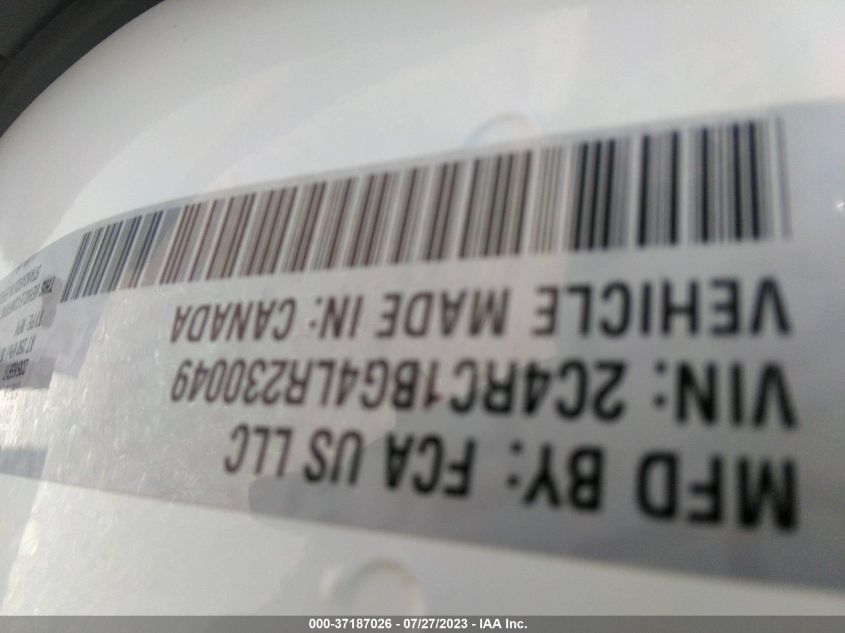 MFD BY: FCA US LLC
VIN: 2C4RC1BG4LR230049
VEHICLE MADE IN: CANADA
000-37187026 - 07/27/2023 - IAA Inc.